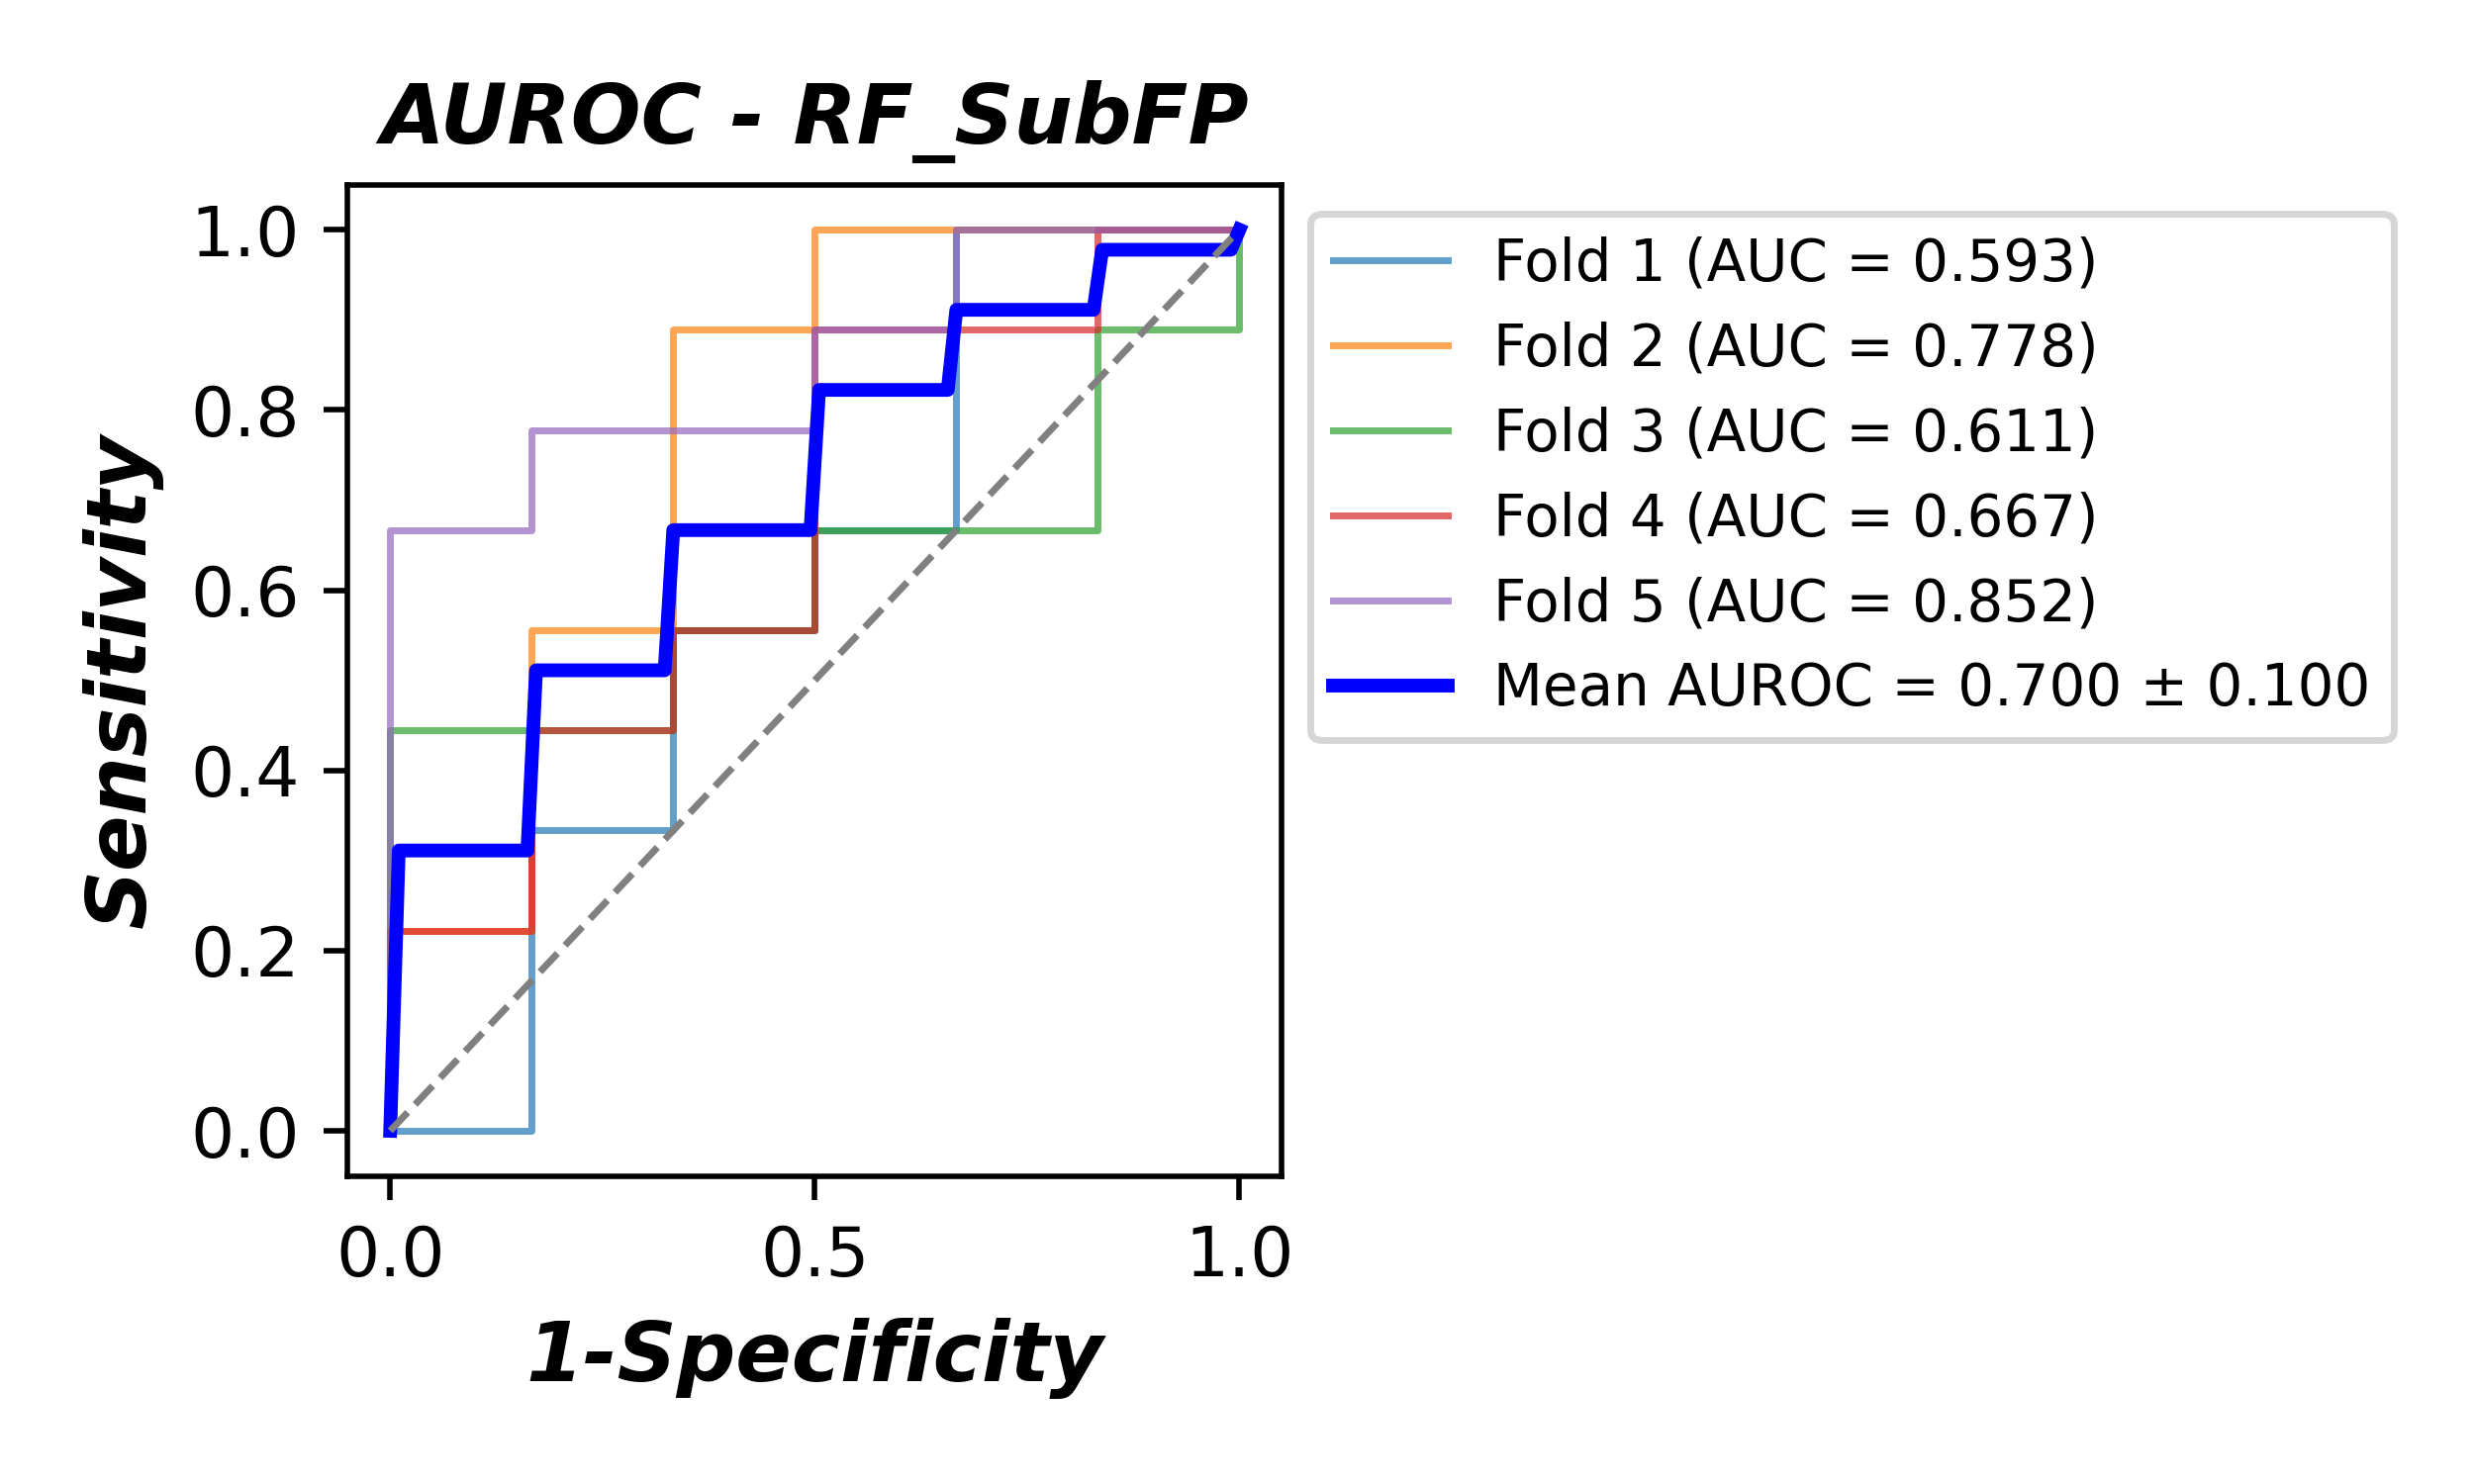 AUROC - RF_SubFP
Sensitivity
1.0
0.8
0.6
0.4
0.2
0.0
0.0 0.5 1.0
1-Specificity
Fold 1 (AUC = 0.593)
Fold 2 (AUC = 0.778)
Fold 3 (AUC = 0.611)
Fold 4 (AUC = 0.667)
Fold 5 (AUC = 0.852)
Mean AUROC = 0.700 ± 0.100